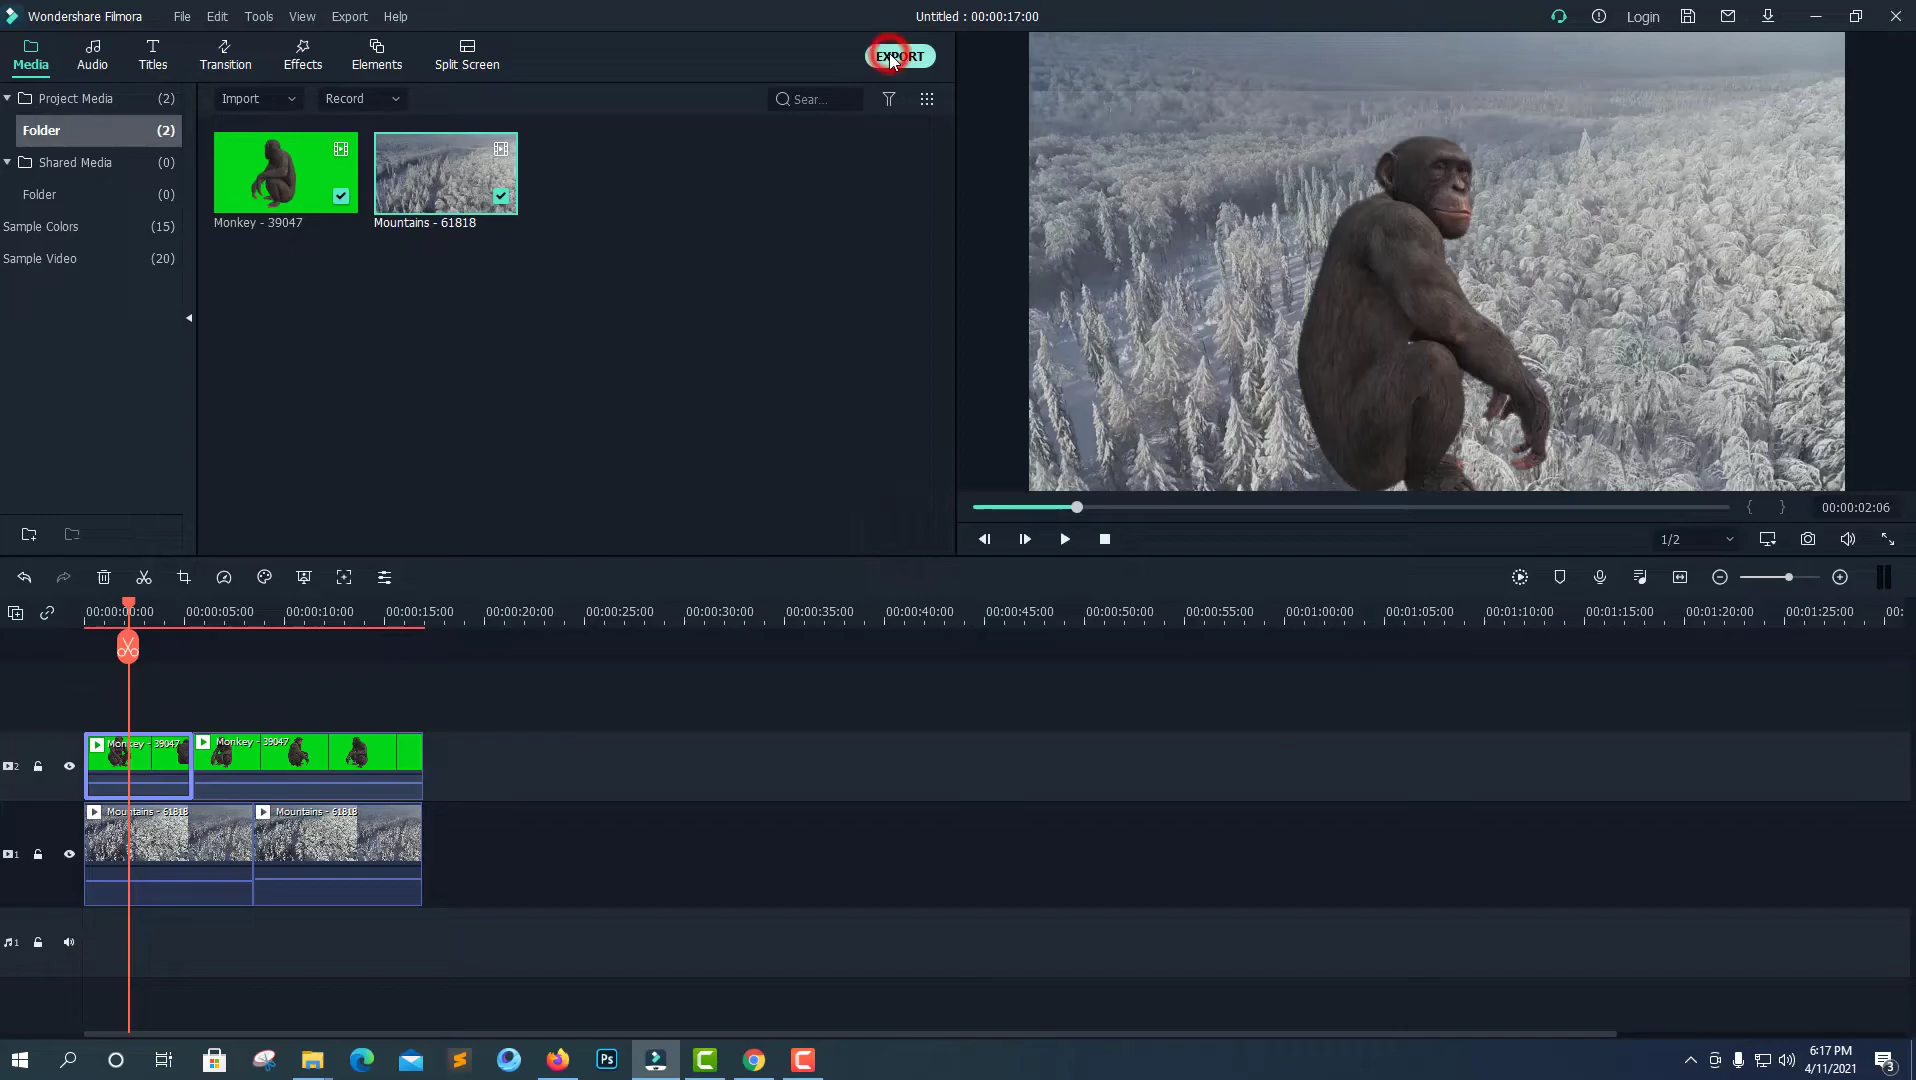 Wondershare Filmora File Edit Tools View Export Help Untitled : 00:00:17:00 Login
Media Audio Titles Transition Effects Elements Split Screen EXPORT
Project Media (2) Import Record Sear...
Folder (2)
Shared Media (0)
Folder (0)
Sample Colors (15)
Sample Video (20)
Monkey - 39047 Mountains - 61818
{ } 00:00:02:06
1/2
00:00:00:00 00:00:05:00 00:00:10:00 00:00:15:00 00:00:20:00 00:00:25:00 00:00:30:00 00:00:35:00 00:00:40:00 00:00:45:00 00:00:50:00 00:00:55:00 00:01:00:00 00:01:05:00 00:01:10:00 00:01:15:00 00:01:20:00 00:01:25:00 00:
Monkey - 39047 Monkey - 39047
2
Mountains - 61818 Mountains - 61818
1
1
Ps
6:17 PM
4/11/2021
3